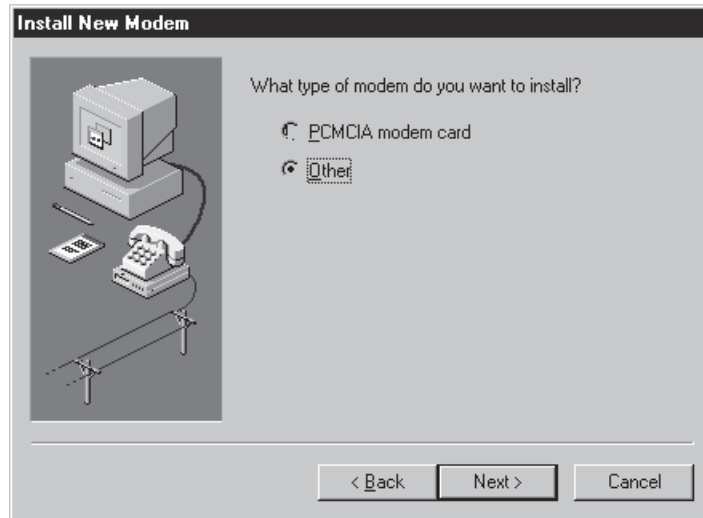 Install New Modem
What type of modem do you want to install?
PCMCIA modem card
Other
< Back
Next >
Cancel